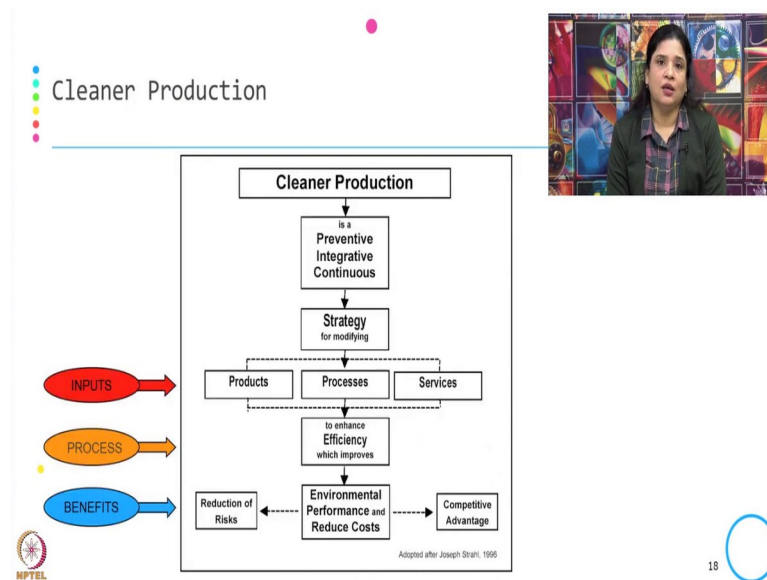 Cleaner Production
Cleaner Production
is a
Preventive
Integrative
Continuous
Strategy
for modifying
INPUTS
Products
Processes
Services
PROCESS
to enhance
Efficiency
which improves
BENEFITS
Reduction of
Risks
Environmental
Performance and
Reduce Costs
Competitive
Advantage
Adopted after Joseph Strahl, 1996
NPTEL
18